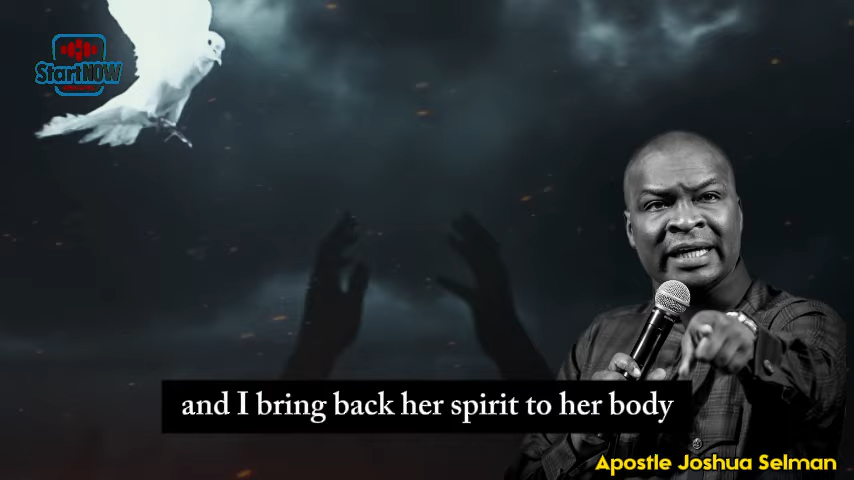 StartNOW
and I bring back her spirit to her body
Apostle Joshua Selman